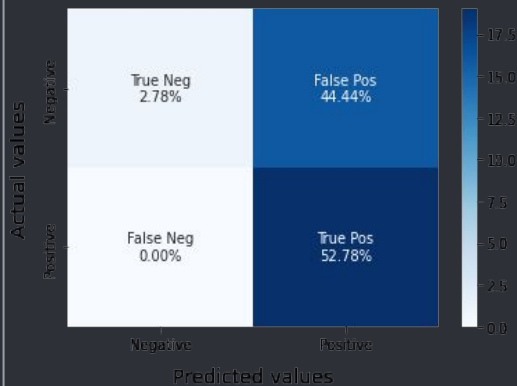 True Neg
2.78%
False Pos
44.44%
False Neg
0.00%
True Pos
52.78%
Negative
Positive
Actual values
Negative
Positive
Predicted values
17.5
15.0
12.5
10.0
7.5
5.0
2.5
0.0